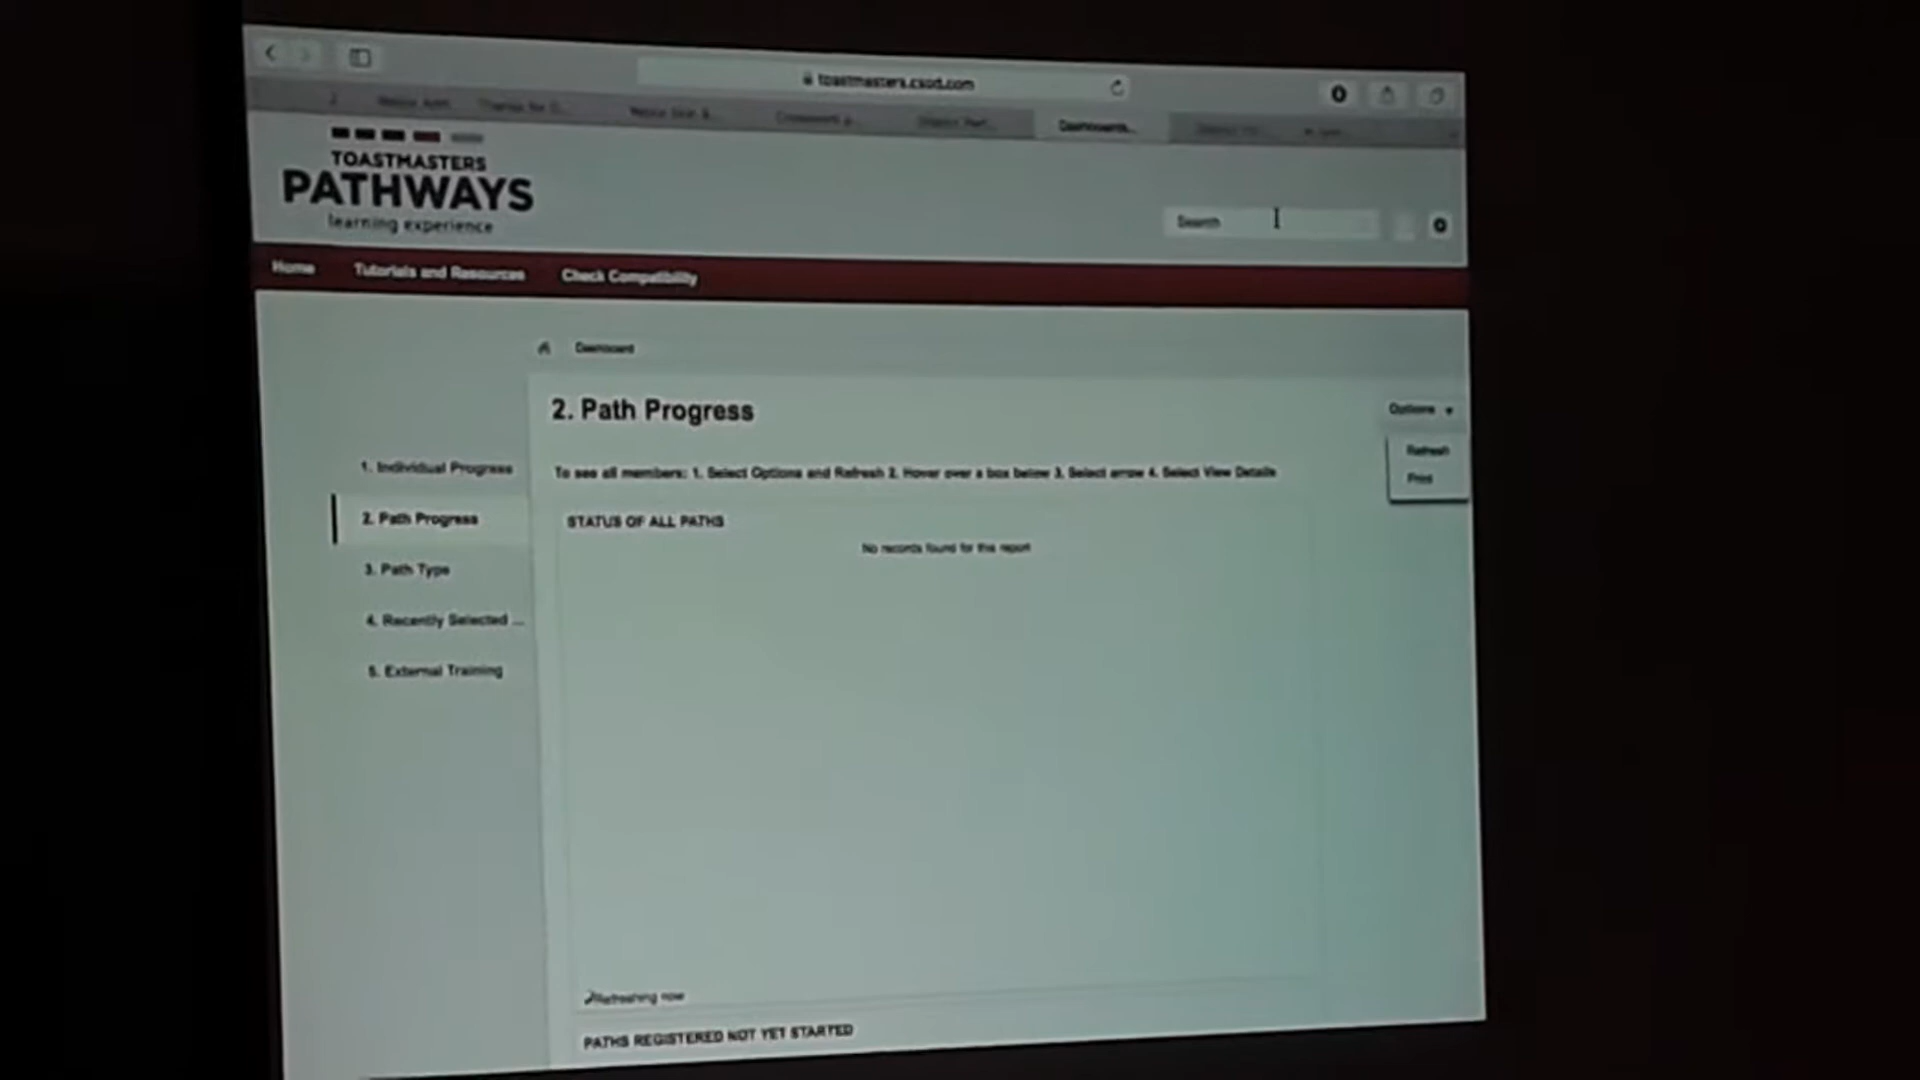 toastmasters.csod.com
Dashboards...
TOASTMASTERS
PATHWAYS
learning experience
Search
Home Tutorials and Resources Check Compatibility
Dashboard
2. Path Progress
Options
Refresh
Print
To see all members: 1. Select Options and Refresh 2. Hover over a box below 3. Select arrow 4. Select View Details
1. Individual Progress
2. Path Progress
3. Path Type
4. Recently Selected ...
5. External Training
STATUS OF ALL PATHS
No records found for this report
Refreshing now
PATHS REGISTERED NOT YET STARTED